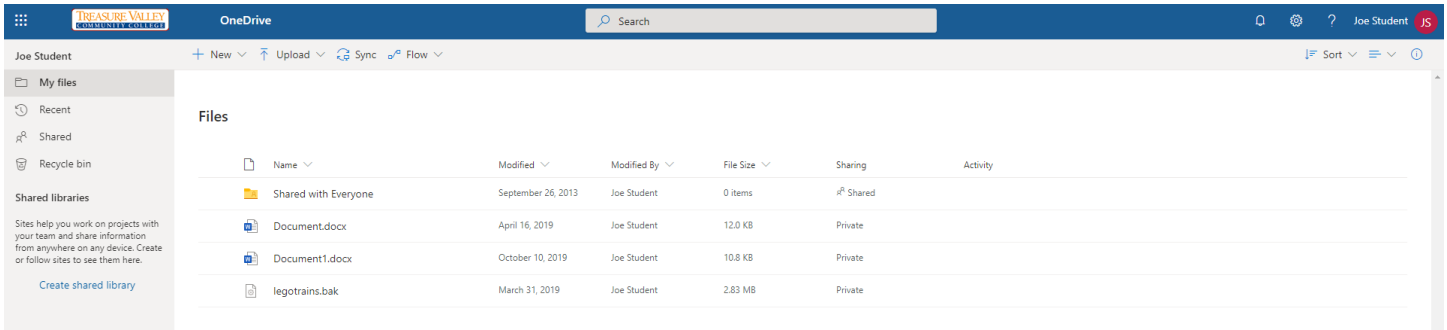 TREASURE VALLEY
COMMUNITY COLLEGE
OneDrive
Search
? Joe Student JS
Joe Student
My files
Recent
Shared
Recycle bin
Shared libraries
Sites help you work on projects with
your team and share information
from anywhere on any device. Create
or follow sites to see them here.
Create shared library
New Upload Sync Flow
Sort
Files
Name Modified Modified By File Size Sharing Activity
Shared with Everyone September 26, 2013 Joe Student 0 items Shared
Document.docx April 16, 2019 Joe Student 12.0 KB Private
Document1.docx October 10, 2019 Joe Student 10.8 KB Private
legotrains.bak March 31, 2019 Joe Student 2.83 MB Private